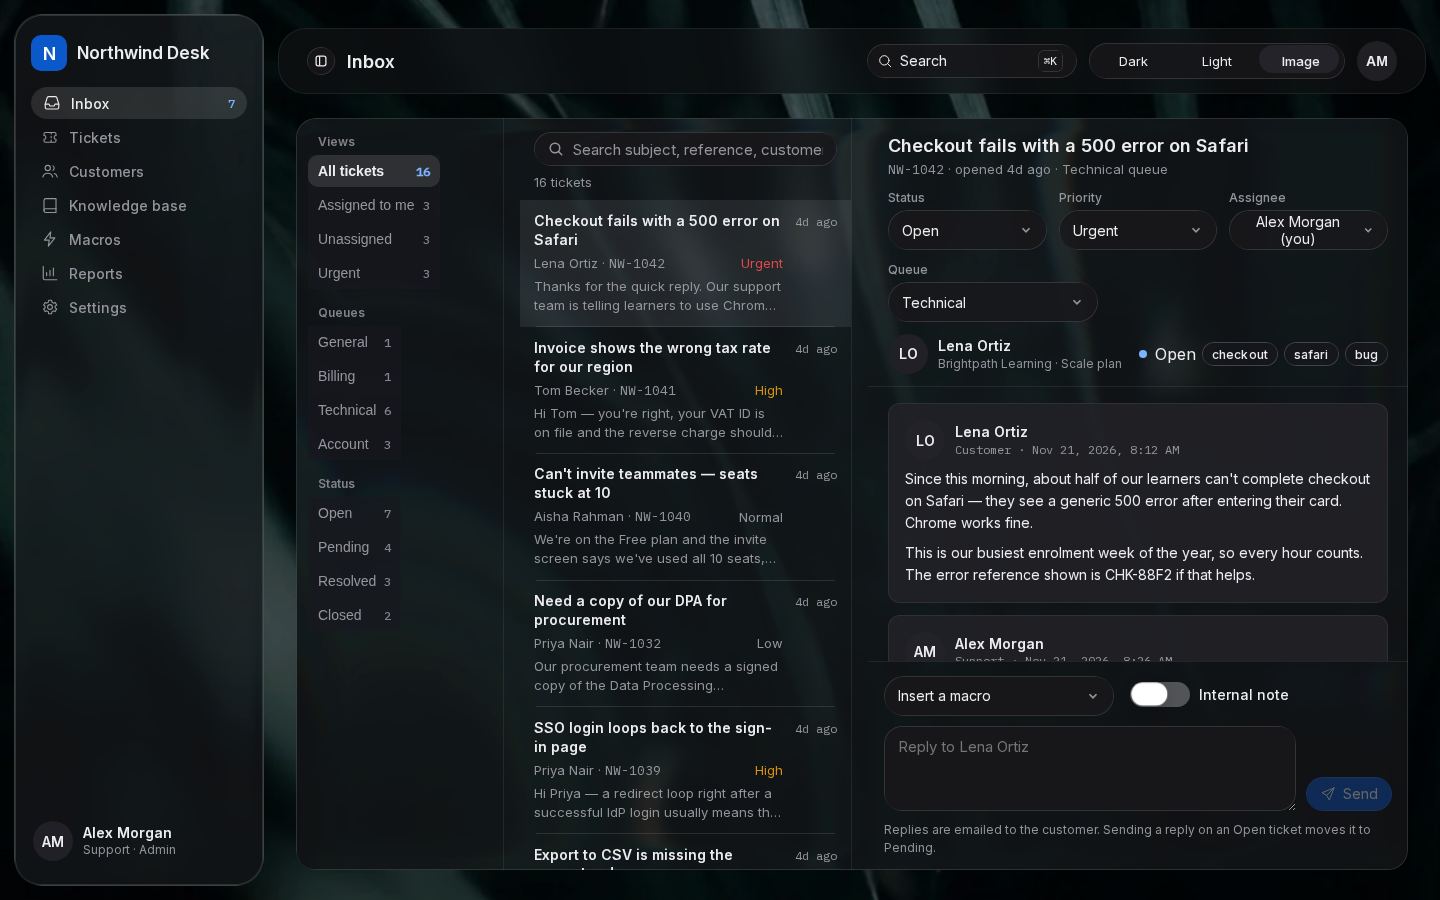 N Northwind Desk
Inbox 7
Tickets
Customers
Knowledge base
Macros
Reports
Settings
AM
Alex Morgan
Support · Admin
Inbox
Search ⌘K
Dark Light Image
AM
Views
All tickets 16
Assigned to me 3
Unassigned 3
Urgent 3
Queues
General 1
Billing 1
Technical 6
Account 3
Status
Open 7
Pending 4
Resolved 3
Closed 2
Search subject, reference, custome
16 tickets
Checkout fails with a 500 error on 4d ago
Safari
Lena Ortiz · NW-1042 Urgent
Thanks for the quick reply. Our support
team is telling learners to use Chrom…
Invoice shows the wrong tax rate 4d ago
for our region
Tom Becker · NW-1041 High
Hi Tom — you're right, your VAT ID is
on file and the reverse charge should…
Can't invite teammates — seats 4d ago
stuck at 10
Aisha Rahman · NW-1040 Normal
We're on the Free plan and the invite
screen says we've used all 10 seats,…
Need a copy of our DPA for 4d ago
procurement
Priya Nair · NW-1032 Low
Our procurement team needs a signed
copy of the Data Processing…
SSO login loops back to the sign-
in page 4d ago
Priya Nair · NW-1039 High
Hi Priya — a redirect loop right after a
successful IdP login usually means th…
Export to CSV is missing the 4d ago
Checkout fails with a 500 error on Safari
NW-1042 · opened 4d ago · Technical queue
Status Priority Assignee
Open Urgent Alex Morgan
(you)
Queue
Technical
LO
Lena Ortiz
Brightpath Learning · Scale plan
Open checkout safari bug
LO
Lena Ortiz
Customer · Nov 21, 2026, 8:12 AM
Since this morning, about half of our learners can't complete checkout
on Safari — they see a generic 500 error after entering their card.
Chrome works fine.
This is our busiest enrolment week of the year, so every hour counts.
The error reference shown is CHK-88F2 if that helps.
AM
Alex Morgan
Support · Nov 21, 2026, 8:26 AM
Insert a macro Internal note
Reply to Lena Ortiz
Send
Replies are emailed to the customer. Sending a reply on an Open ticket moves it to
Pending.